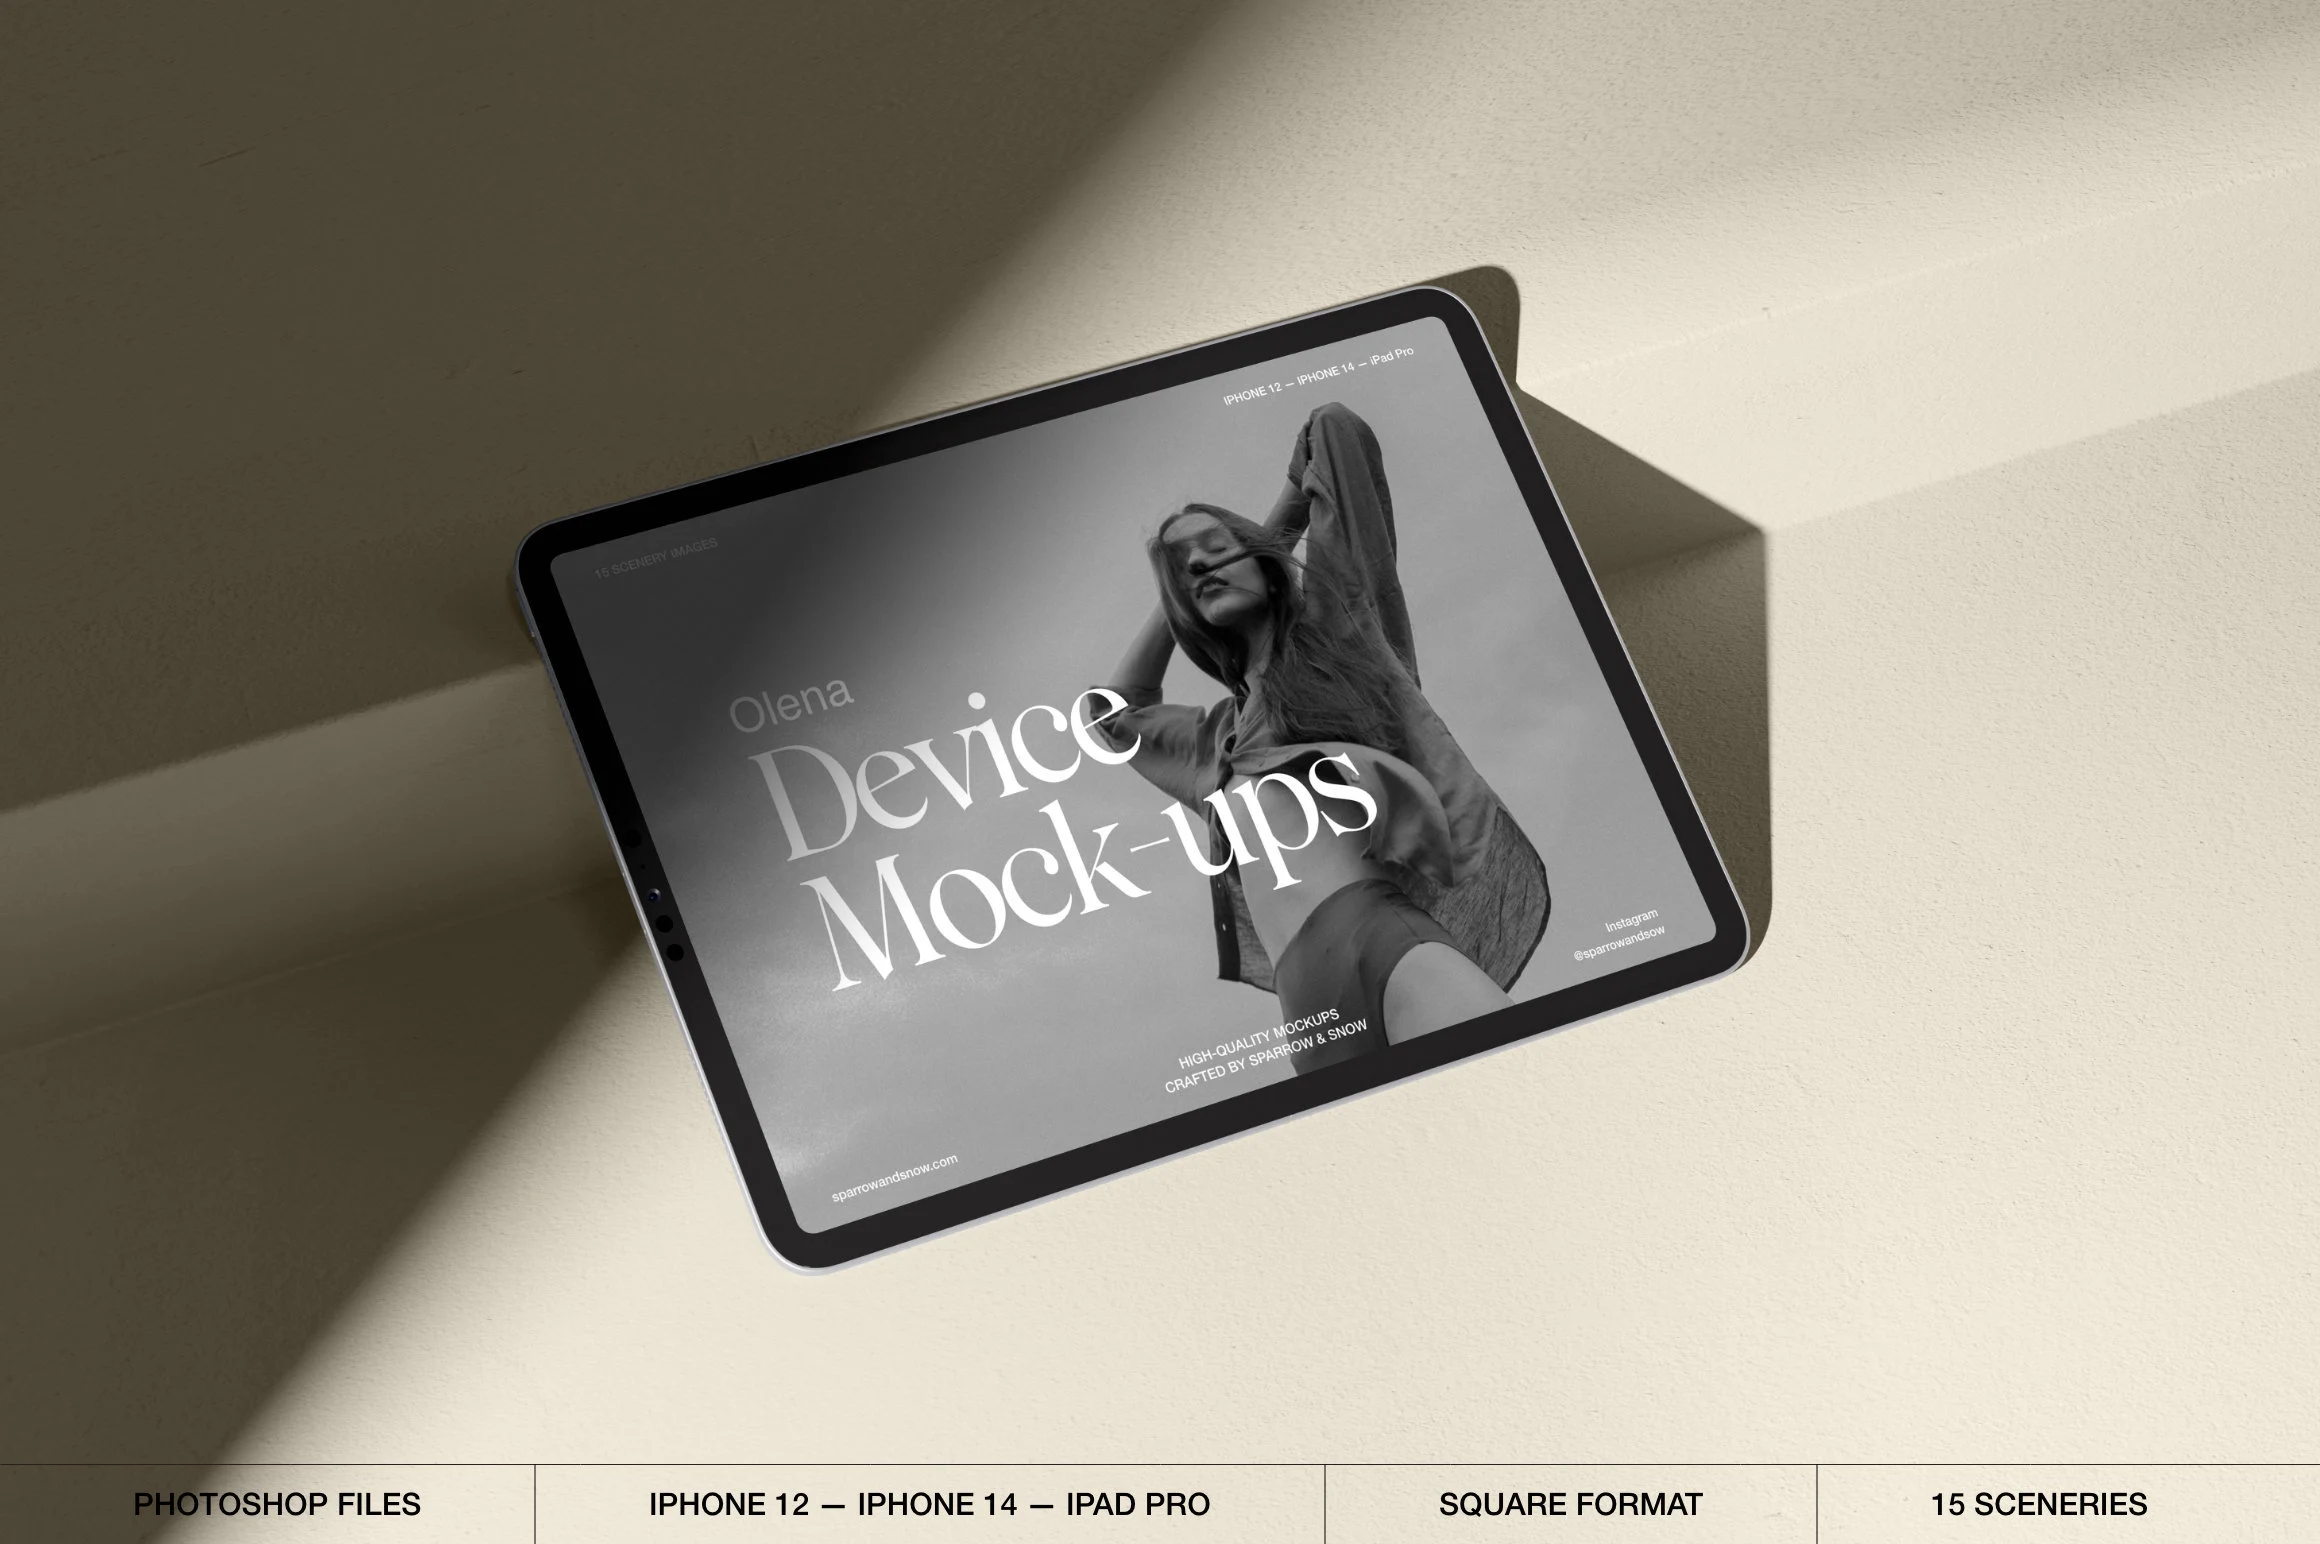 IPHONE 12 — IPHONE 14 — iPad Pro
15 SCENERY IMAGES
Olena
Device
Mock-ups
Instagram
@sparrowandsow
HIGH-QUALITY MOCKUPS
CRAFTED BY SPARROW & SNOW
sparrowandsnow.com
PHOTOSHOP FILES
IPHONE 12 — IPHONE 14 — IPAD PRO
SQUARE FORMAT
15 SCENERIES